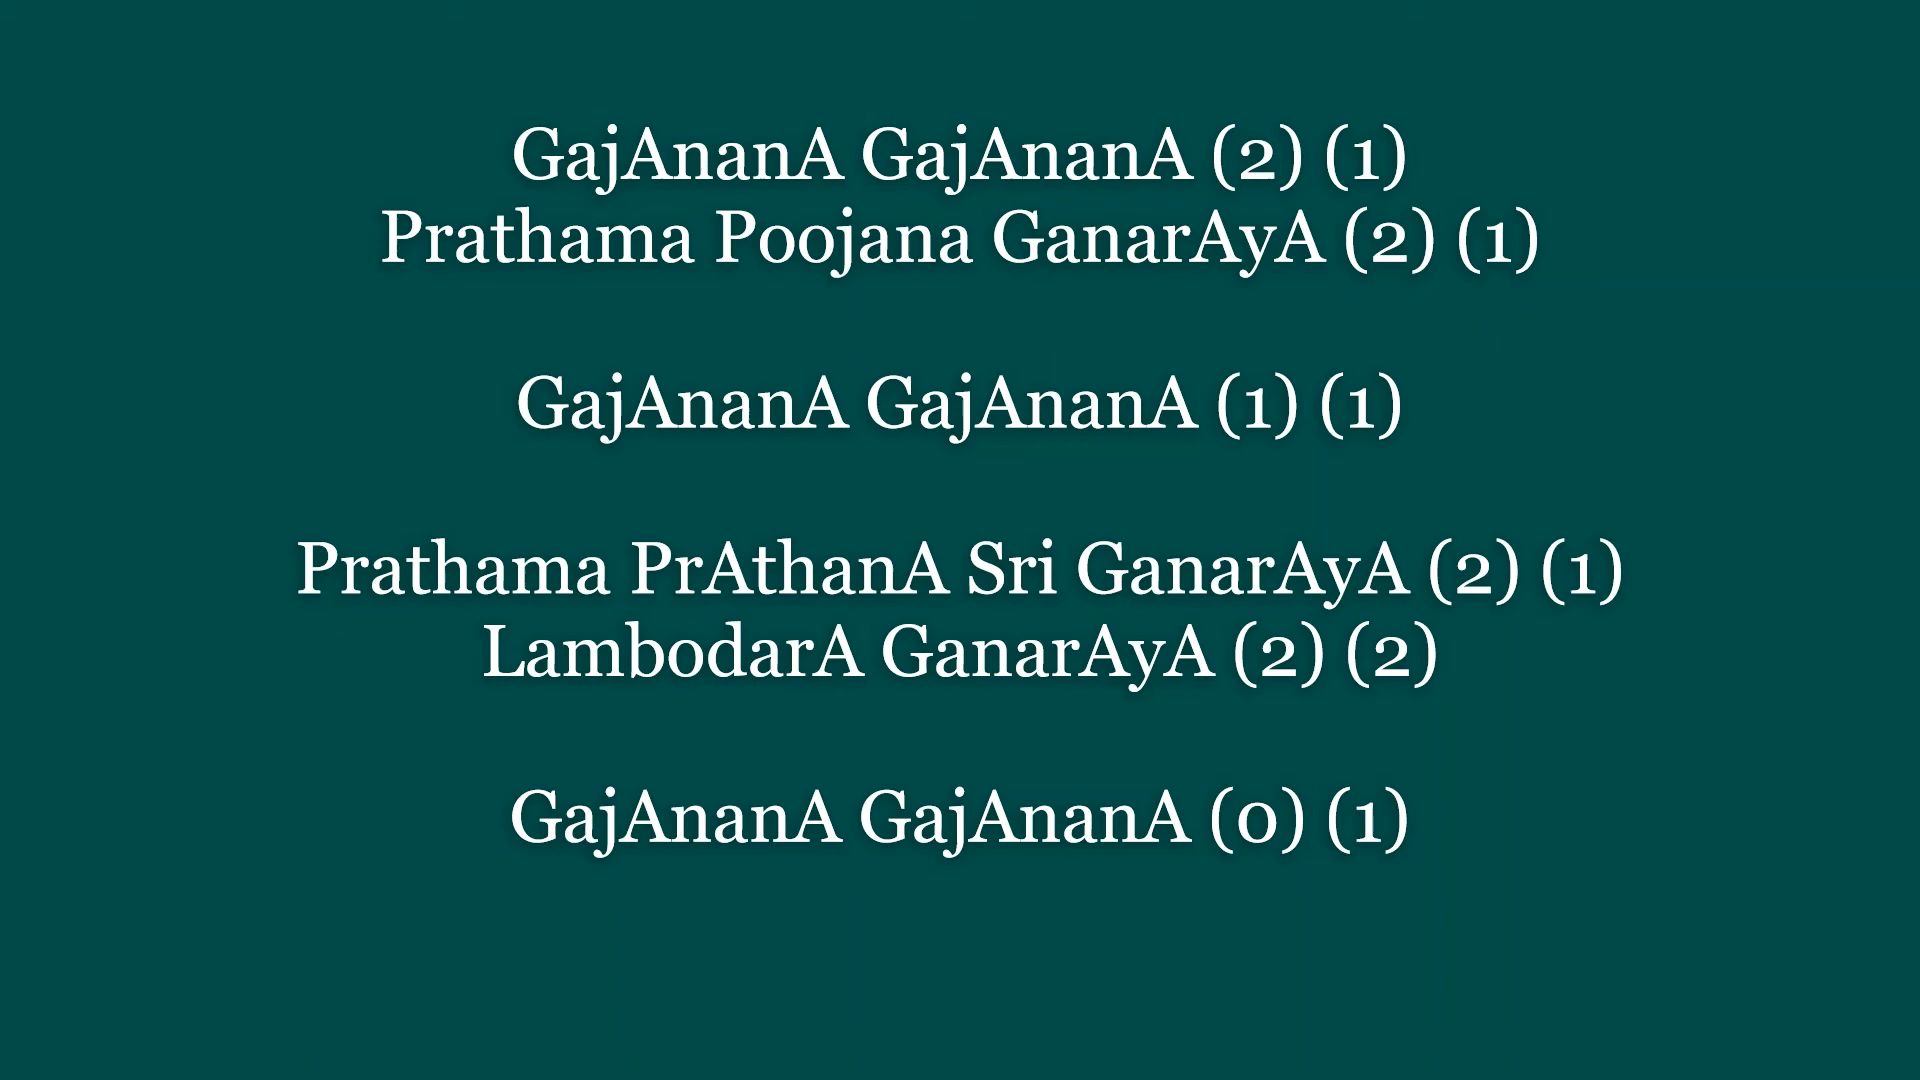 GajAnanA GajAnanA (2) (1)
Prathama Poojana GanarAyA (2) (1)
GajAnanA GajAnanA (1) (1)
Prathama PrAthanA Sri GanarAyA (2) (1)
LambodarA GanarAyA (2) (2)
GajAnanA GajAnanA (0) (1)